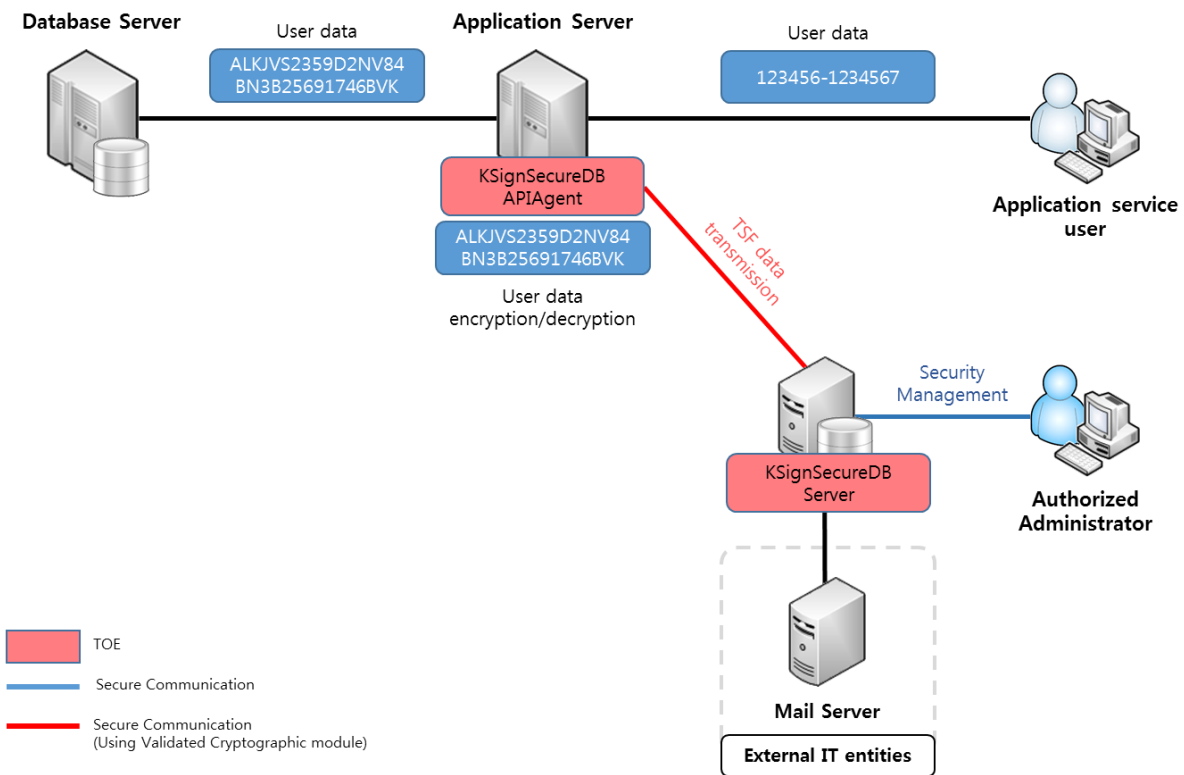 Database Server
Application Server
User data
User data
ALKJVS2359D2NV84
BN3B25691746BVK
123456-1234567
KSignSecureDB
APIAgent
ALKJVS2359D2NV84
BN3B25691746BVK
User data
encryption/decryption
TSF data
transmission
Application service
user
Security
Management
KSignSecureDB
Server
Authorized
Administrator
Mail Server
External IT entities
TOE
Secure Communication
Secure Communication
(Using Validated Cryptographic module)